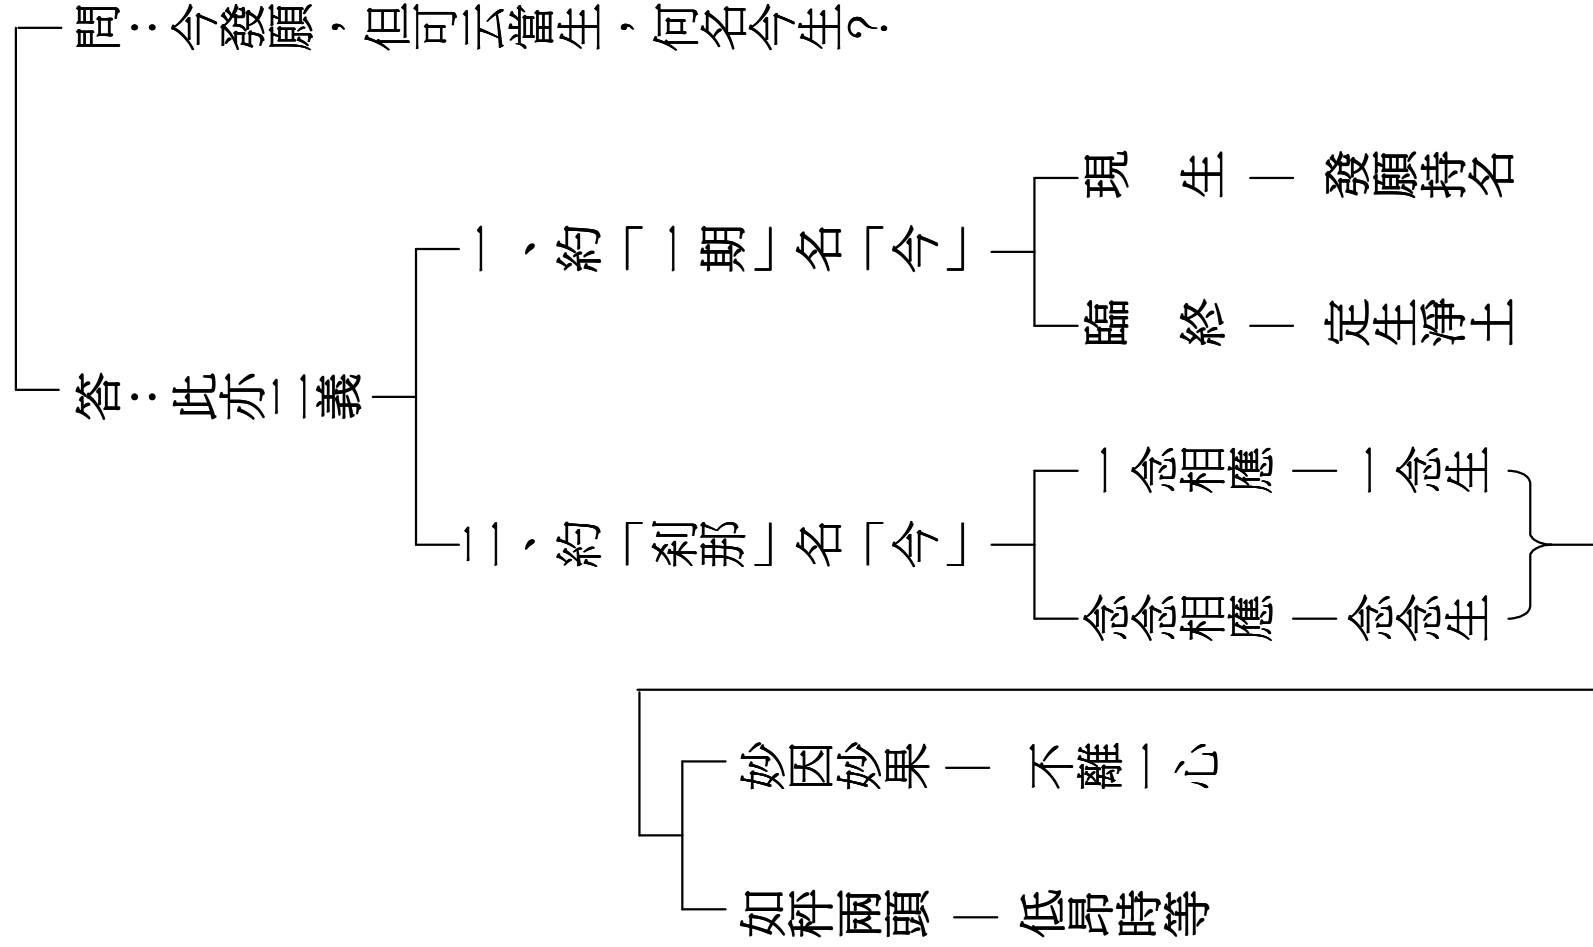 問：今發願，但可云當生，何名今生？
答：此亦二義
一、約「一期」名「今」
現 生 — 發願持名
臨 終 — 定生淨土
二、約「剎那」名「今」
一念相應 — 一念生
念念相應 — 念念生
妙因妙果 — 不離一心
如秤兩頭 — 低昂時等